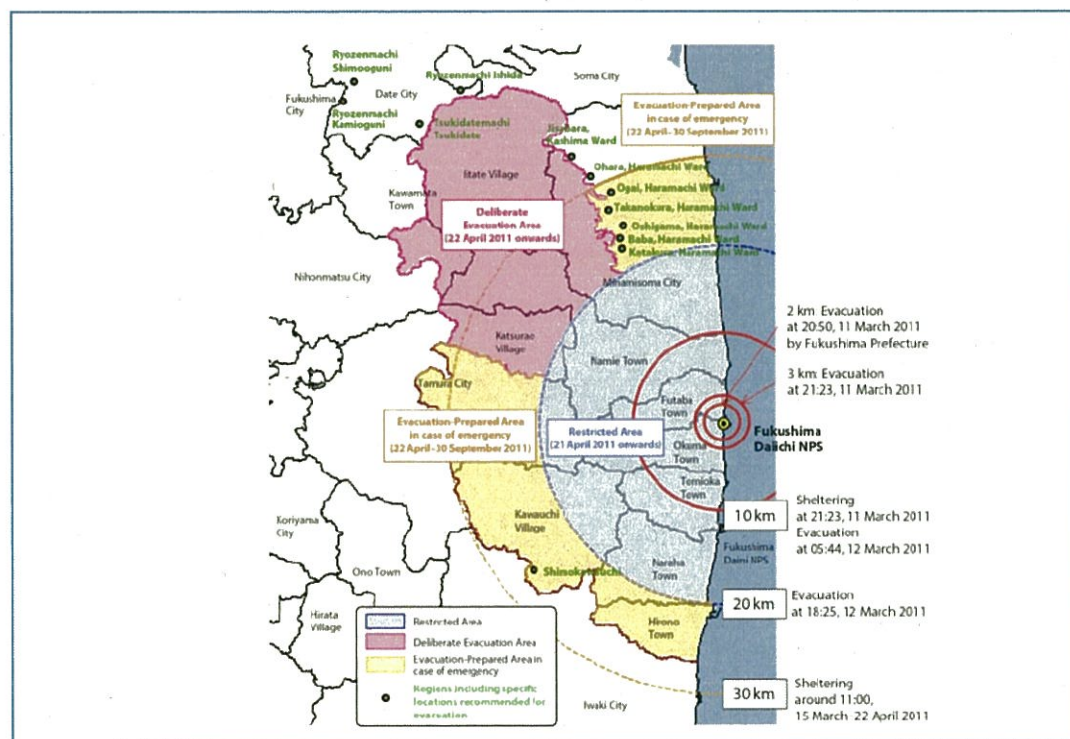 Ryozenmachi
Shimooguni
Ryozenmachi Ishida
Soma City
Fukushima
City
Date City
Ryozenmachi
Kamioguni
Tsukidatemachi
Tsukidate
Evacuation-Prepared Area
in case of emergency
(22 April- 30 September 2011)
Jisabara,
Kashima Ward
Ohara, Haramachi Ward
Iitate Village
Kawamata
Town
Ogai, Haramachi Ward
Takanokura, Haramachi Ward
Deliberate
Evacuation Area
(22 April 2011 onwards)
Oshigama, Haramachi Ward
Baba, Haramachi Ward
Katakura, Haramachi Ward
Nihonmatsu City
Minamisoma City
2 km Evacuation
at 20:50, 11 March 2011
by Fukushima Prefecture
Katsurao
Village
Namie Town
3 km Evacuation
at 21:23, 11 March 2011
Tamura City
Futaba
Town
Evacuation-Prepared Area
in case of emergency
(22 April- 30 September 2011)
Restricted Area
(21 April 2011 onwards)
Fukushima
Daiichi NPS
Okuma
Town
Tomioka
Town
Koriyama
City
Kawauchi
Village
10 km
Sheltering
at 21:23, 11 March 2011
Evacuation
at 05:44, 12 March 2011
Fukushima
Daini NPS
Ono Town
Shimokawauchi
Naraha
Town
20 km
Evacuation
at 18:25, 12 March 2011
Hirata
Village
Hirono
Town
Restricted Area
Deliberate Evacuation Area
Evacuation-Prepared Area in
case of emergency
Regions including specific
locations recommended for
evacuation
Iwaki City
30 km
Sheltering
around 11:00,
15 March- 22 April 2011